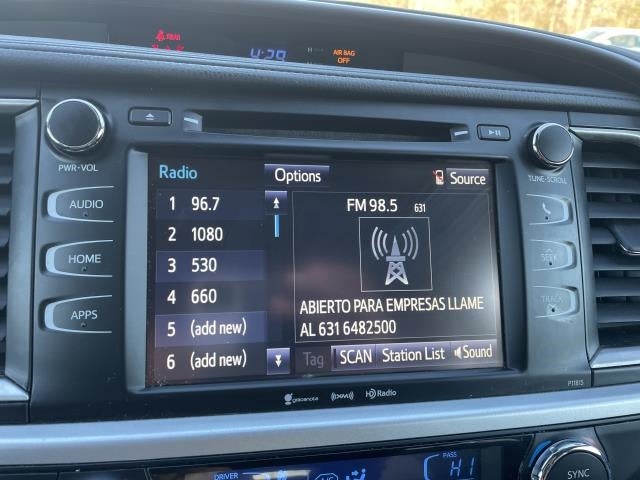 REAR
4:29
AIR BAG
OFF
PWR•VOL
TUNE•SCROLL
AUDIO
HOME
APPS
SEEK
TRACK
Radio
Options
Source
1 96.7
2 1080
3 530
4 660
5 (add new)
6 (add new)
FM 98.5 631
ABIERTO PARA EMPRESAS LLAME
AL 631 6482500
Tag
SCAN
Station List
Sound
gracenote
((XM))
HD Radio
P11815
DRIVER
A/C
PASS
HI
SYNC